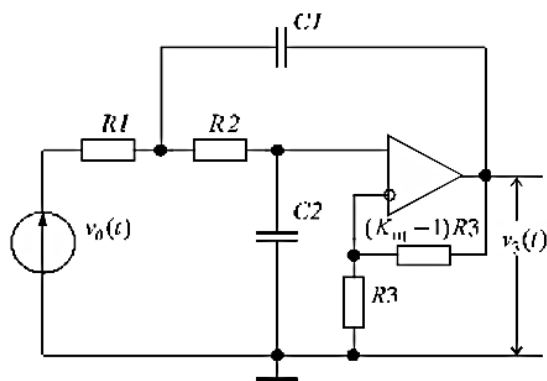 C1
R1
R2
v₀(t)
C2
(Kₘ −1)R3
R3
v₃(t)